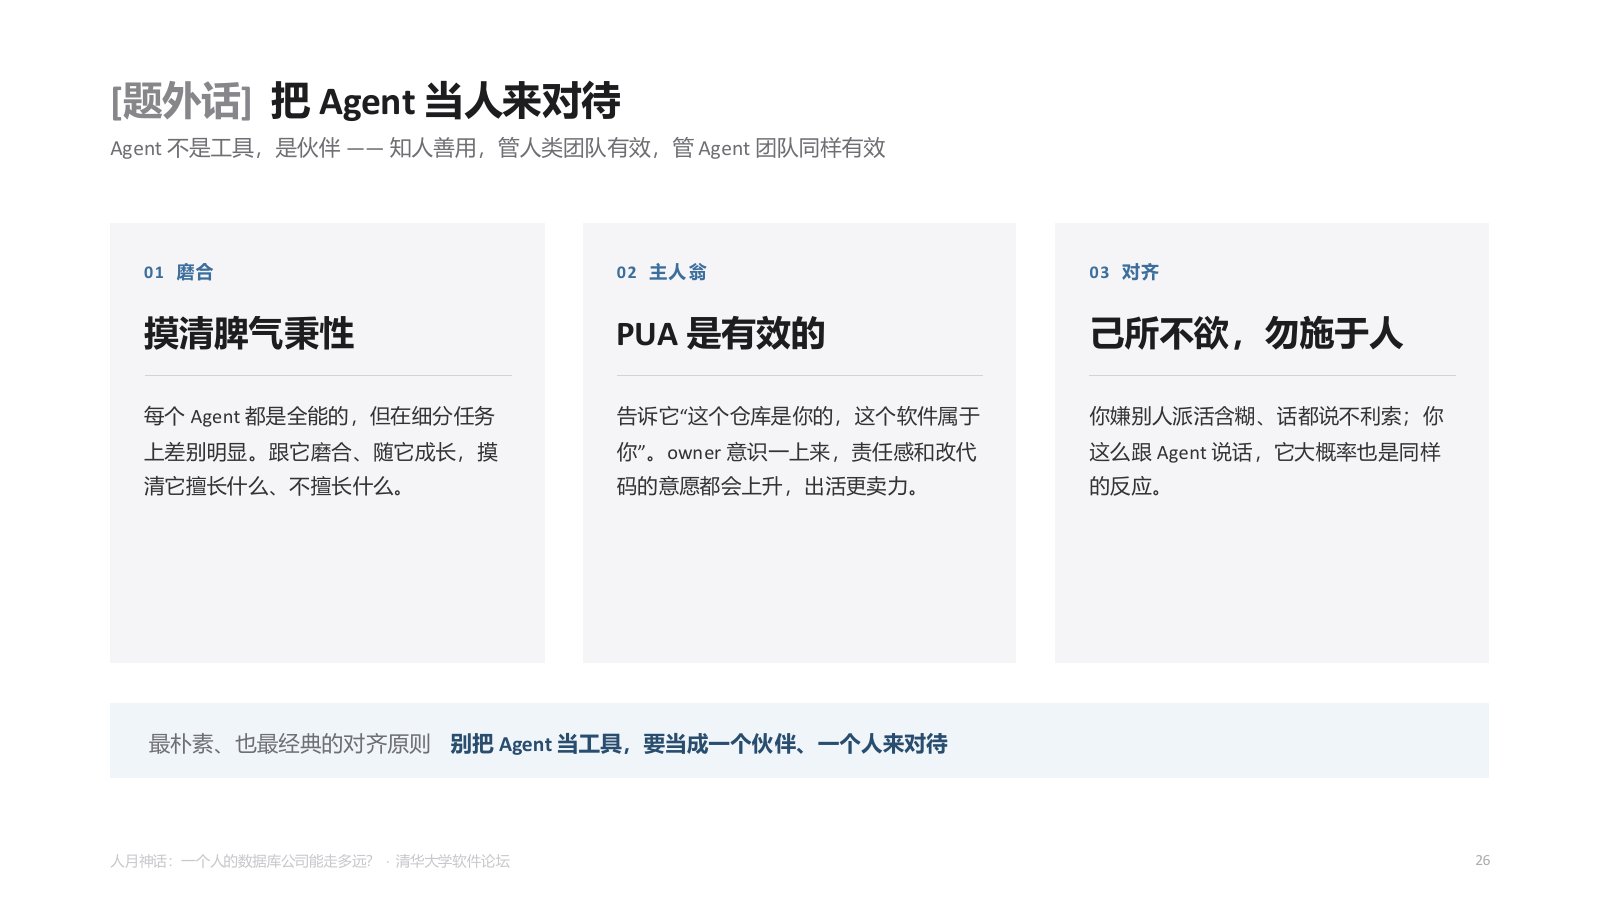 [题外话] 把 Agent 当人来对待
Agent 不是工具，是伙伴 —— 知人善用，管人类团队有效，管 Agent 团队同样有效
01 磨合
摸清脾气秉性
每个 Agent 都是全能的，但在细分任务
上差别明显。跟它磨合、随它成长，摸
清它擅长什么、不擅长什么。
02 主人翁
PUA 是有效的
告诉它“这个仓库是你的，这个软件属于
你”。owner 意识一上来，责任感和改代
码的意愿都会上升，出活更卖力。
03 对齐
己所不欲，勿施于人
你嫌别人派活含糊、话都说不利索；你
这么跟 Agent 说话，它大概率也是同样
的反应。
最朴素、也最经典的对齐原则 别把 Agent 当工具，要当成一个伙伴、一个人来对待
人月神话：一个人的数据库公司能走多远？ · 清华大学软件论坛
26